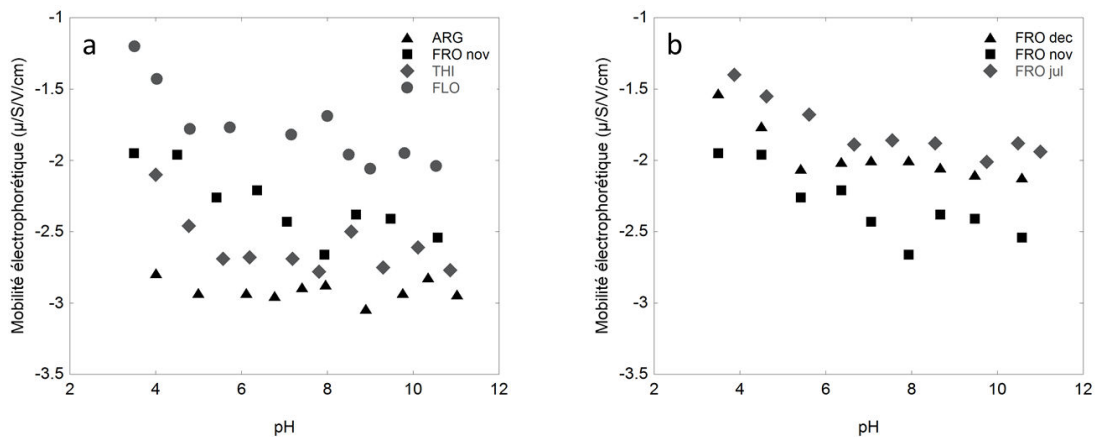 a
ARG
FRO nov
THI
FLO
Mobilité électrophorétique (µ/S/V/cm)
-1
-1.5
-2
-2.5
-3
-3.5
2 4 6 8 10 12
pH
b
FRO dec
FRO nov
FRO jul
Mobilité électrophorétique (µ/S/V/cm)
-1
-1.5
-2
-2.5
-3
-3.5
2 4 6 8 10 12
pH